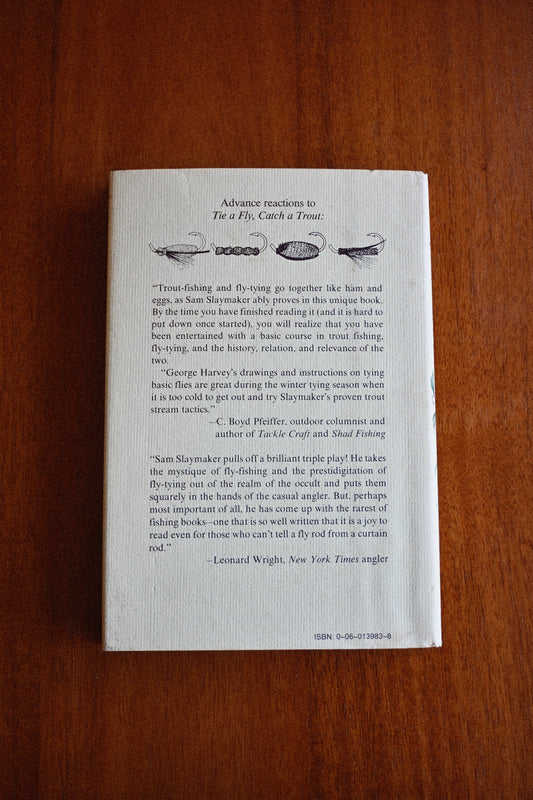 Advance reactions to
Tie a Fly, Catch a Trout:
“Trout-fishing and fly-tying go together like ham and
eggs, as Sam Slaymaker ably proves in this unique book.
By the time you have finished reading it (and it is hard to
put down once started), you will realize that you have
been entertained with a basic course in trout fishing,
fly-tying, and the history, relation, and relevance of the
two.
“George Harvey's drawings and instructions on tying
basic flies are great during the winter tying season when
it is too cold to get out and try Slaymaker's proven trout
stream tactics.”
—C. Boyd Pfeiffer, outdoor columnist and
author of Tackle Craft and Shad Fishing
“Sam Slaymaker pulls off a brilliant triple play! He takes
the mystique of fly-fishing and the prestidigitation of
fly-tying out of the realm of the occult and puts them
squarely in the hands of the casual angler. But, perhaps
most important of all, he has come up with the rarest of
fishing books—one that is so well written that it is a joy to
read even for those who can't tell a fly rod from a curtain
rod.”
—Leonard Wright, New York Times angler
ISBN: 0-06-013983-8